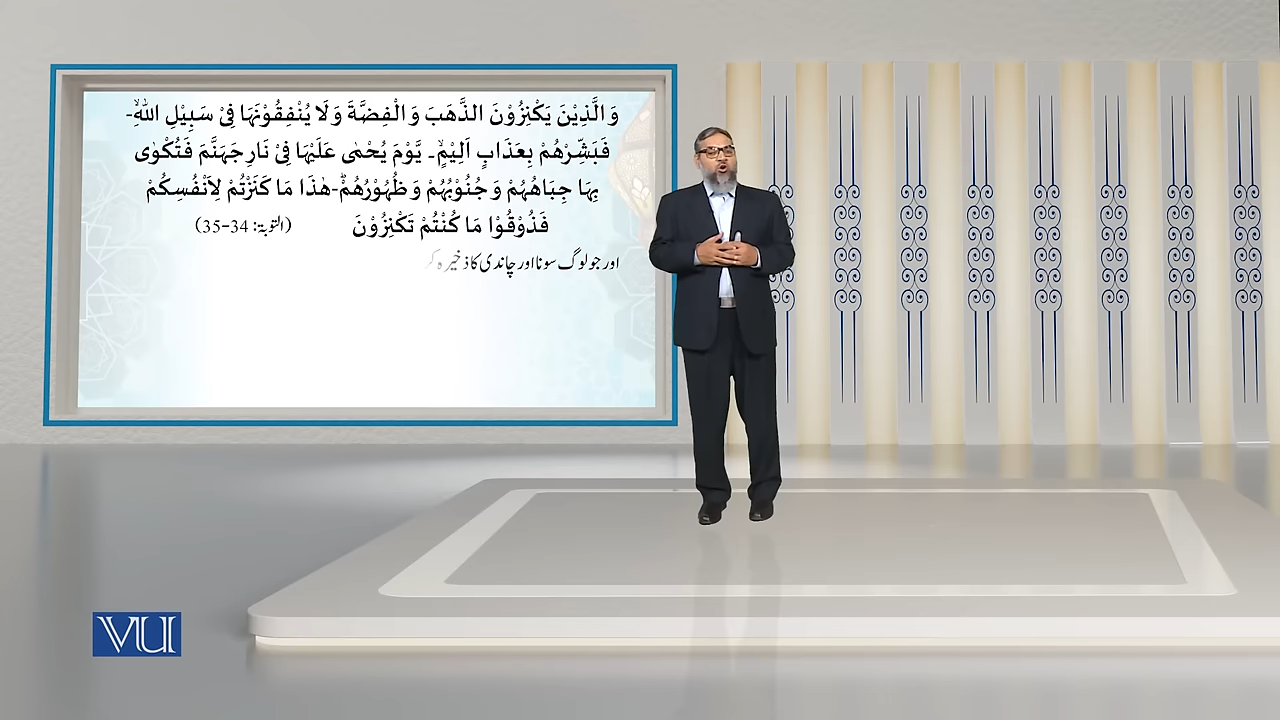 وَ الَّذِیْنَ یَكْنِزُوْنَ الذَّهَبَ وَ الْفِضَّةَ وَ لَا یُنْفِقُوْنَهَا فِیْ سَبِیْلِ اللّٰهِۙ-
فَبَشِّرْهُمْ بِعَذَابٍ اَلِیْمٍۙ۔ یَّوْمَ یُحْمٰى عَلَیْهَا فِیْ نَارِ جَهَنَّمَ فَتُكْوٰى
بِهَا جِبَاهُهُمْ وَ جُنُوْبُهُمْ وَ ظُهُوْرُهُمْؕ-هٰذَا مَا كَنَزْتُمْ لِاَنْفُسِكُمْ
فَذُوْقُوْا مَا كُنْتُمْ تَكْنِزُوْنَ (التوبۃ: 34-35)
اور جو لوگ سونا اور چاندی کا ذخیرہ
VU